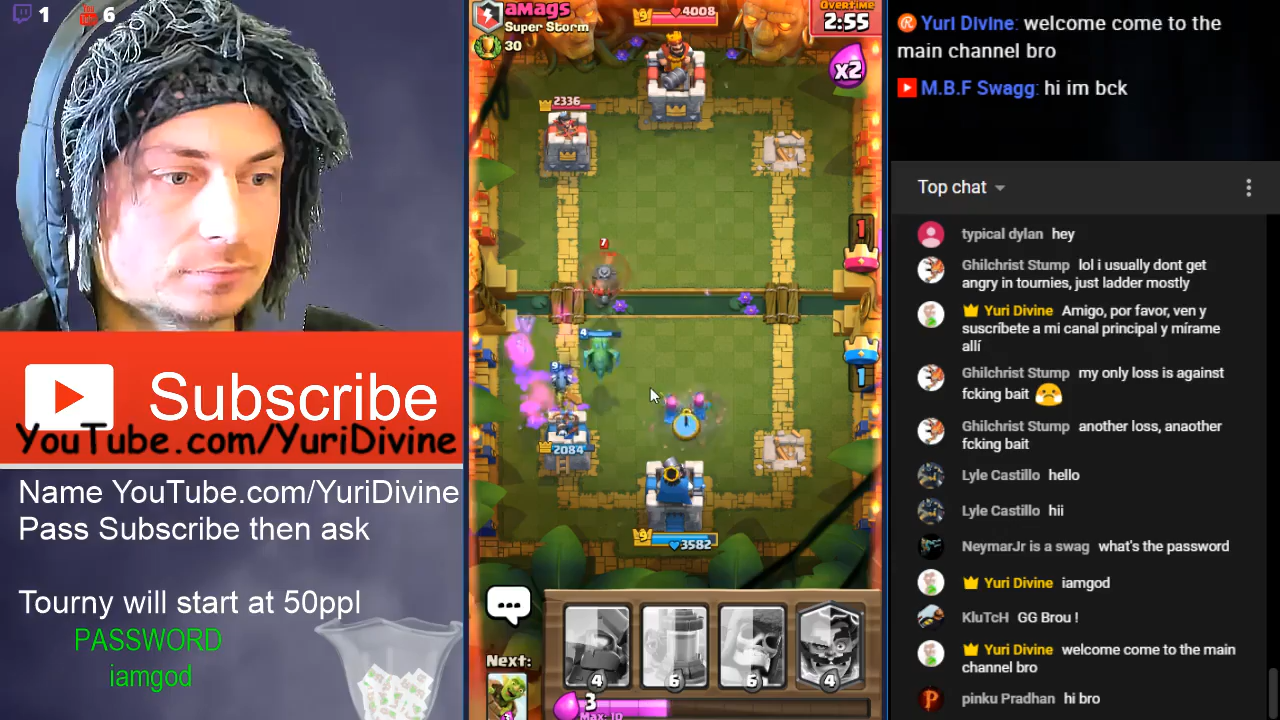 1
6
Subscribe
YouTube.com/YuriDivine
Name YouTube.com/YuriDivine
Pass Subscribe then ask
Tourny will start at 50ppl
PASSWORD
iamgod
aMags
Super Storm
30
9
4008
Overtime
2:55
x2
2336
7
1
4
9
2084
1
9
3582
Next:
4
6
6
4
3
Max: 10
Yuri Divine: welcome come to the
main channel bro
M.B.F Swagg: hi im bck
Top chat
typical dylan hey
Ghilchrist Stump lol i usually dont get
angry in tournies, just ladder mostly
Yuri Divine Amigo, por favor, ven y
suscríbete a mi canal principal y mírame
allí
Ghilchrist Stump my only loss is against
fcking bait
Ghilchrist Stump another loss, anaother
fcking bait
Lyle Castillo hello
Lyle Castillo hii
NeymarJr is a swag what's the password
Yuri Divine iamgod
KluTcH GG Brou !
Yuri Divine welcome come to the main
channel bro
pinku Pradhan hi bro